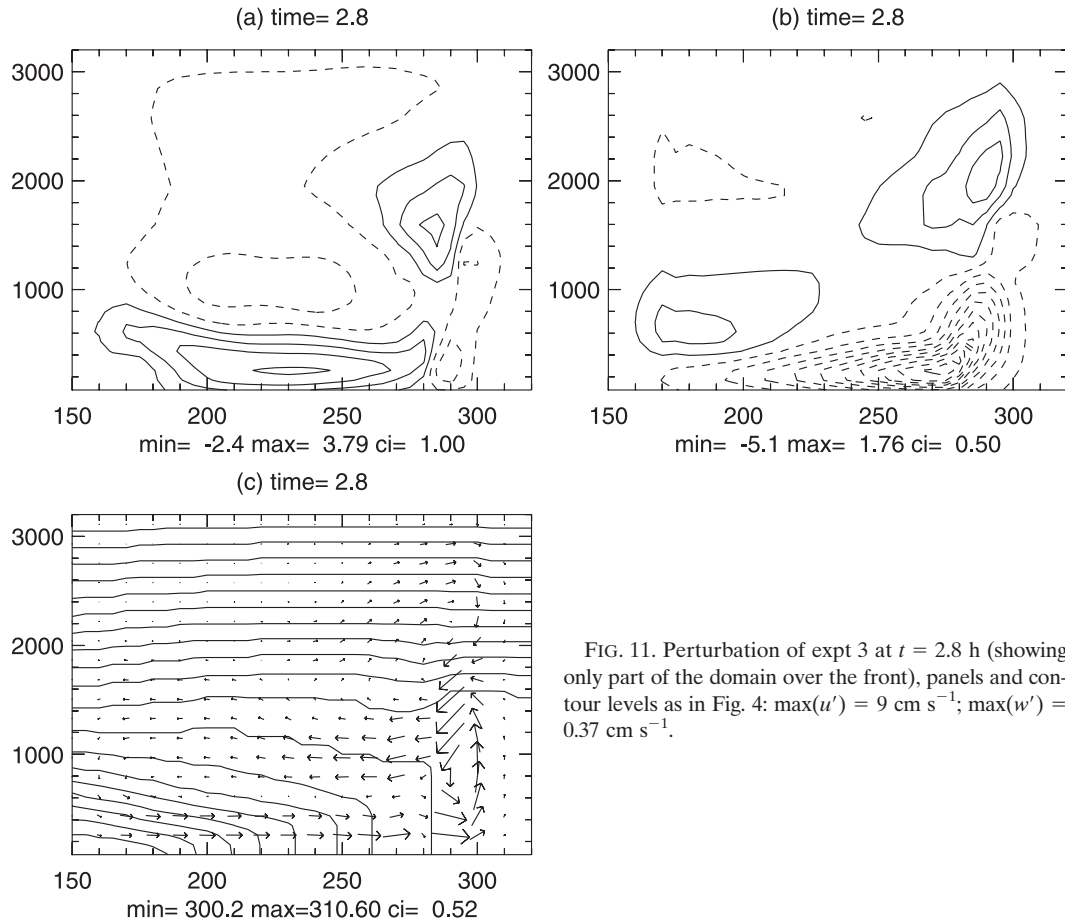 (a) time= 2.8
3000
2000
1000
150 200 250 300
min= -2.4 max= 3.79 ci= 1.00
(b) time= 2.8
3000
2000
1000
150 200 250 300
min= -5.1 max= 1.76 ci= 0.50
(c) time= 2.8
3000
2000
1000
150 200 250 300
min= 300.2 max=310.60 ci= 0.52
FIG. 11. Perturbation of expt 3 at t = 2.8 h (showing
only part of the domain over the front), panels and con-
tour levels as in Fig. 4: max(u′) = 9 cm s⁻¹; max(w′) =
0.37 cm s⁻¹.